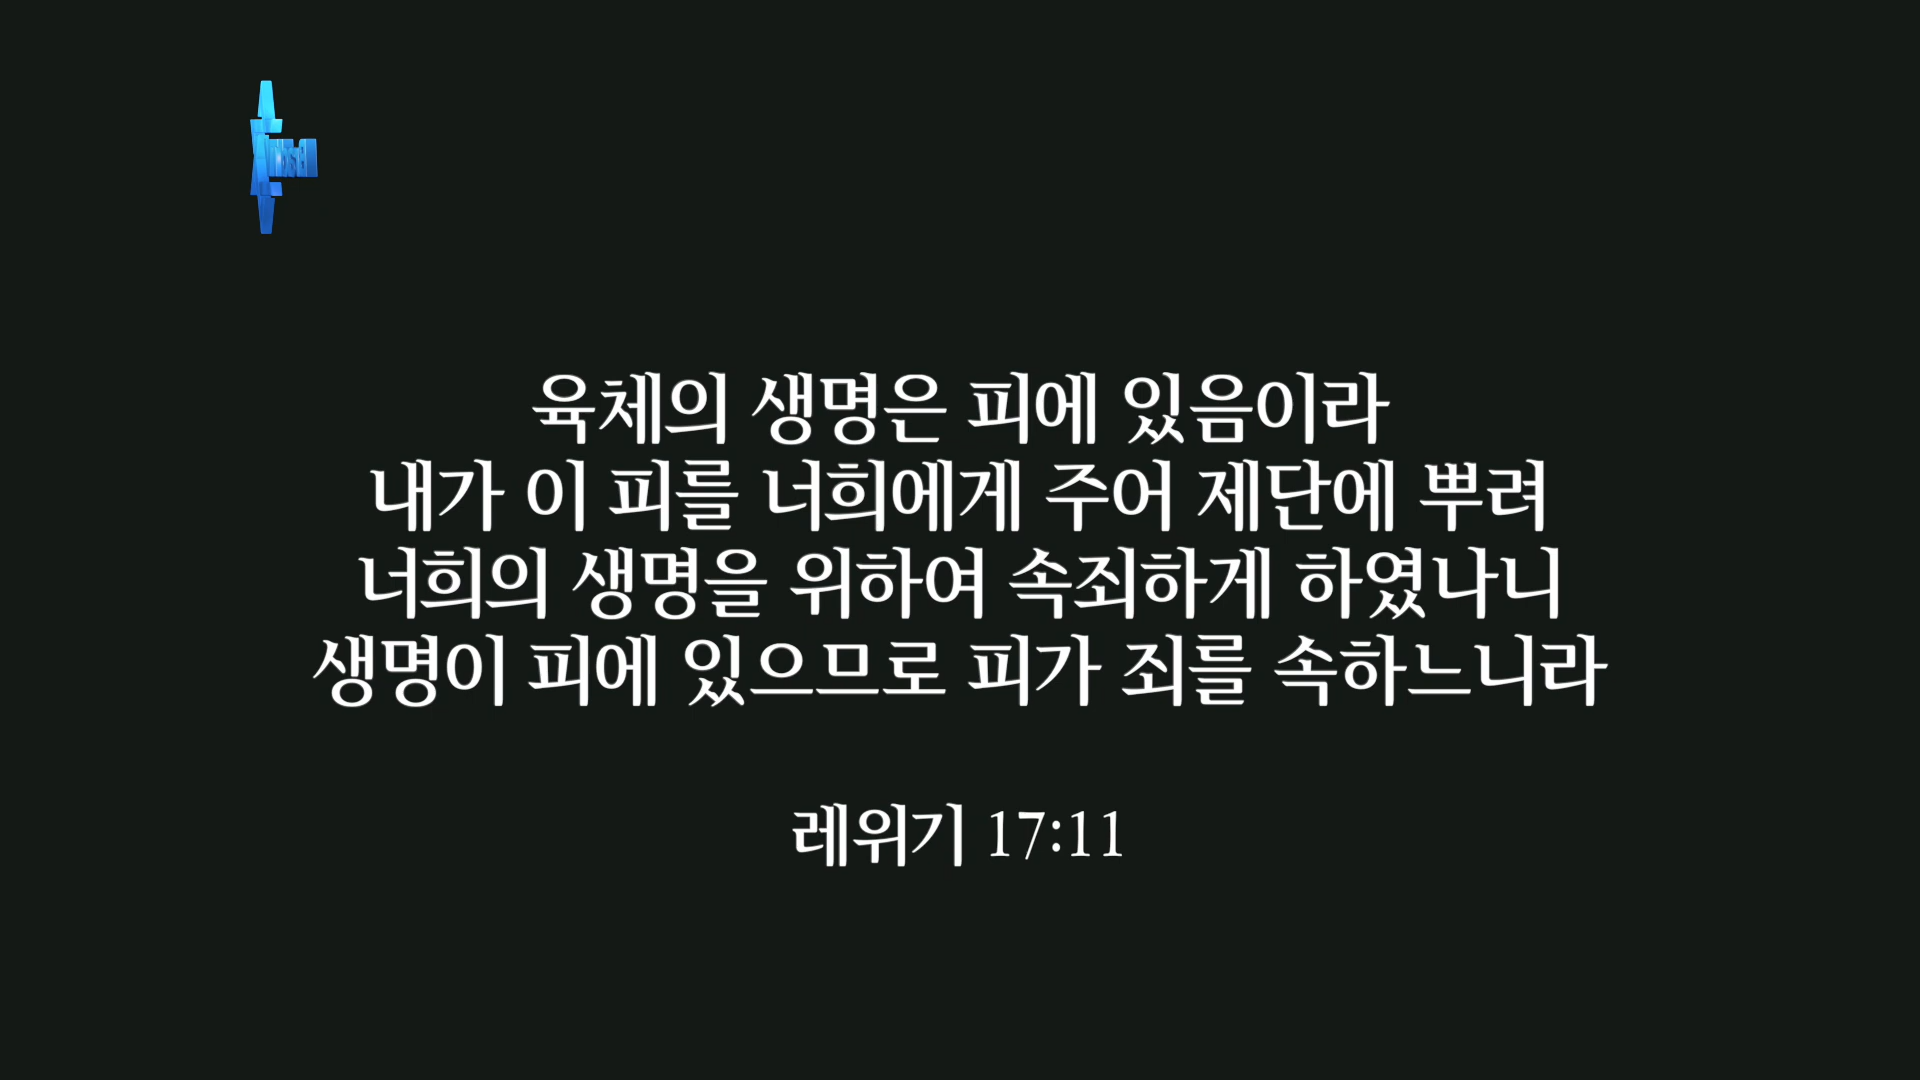 육체의 생명은 피에 있음이라
내가 이 피를 너희에게 주어 제단에 뿌려
너희의 생명을 위하여 속죄하게 하였나니
생명이 피에 있으므로 피가 죄를 속하느니라
레위기 17:11